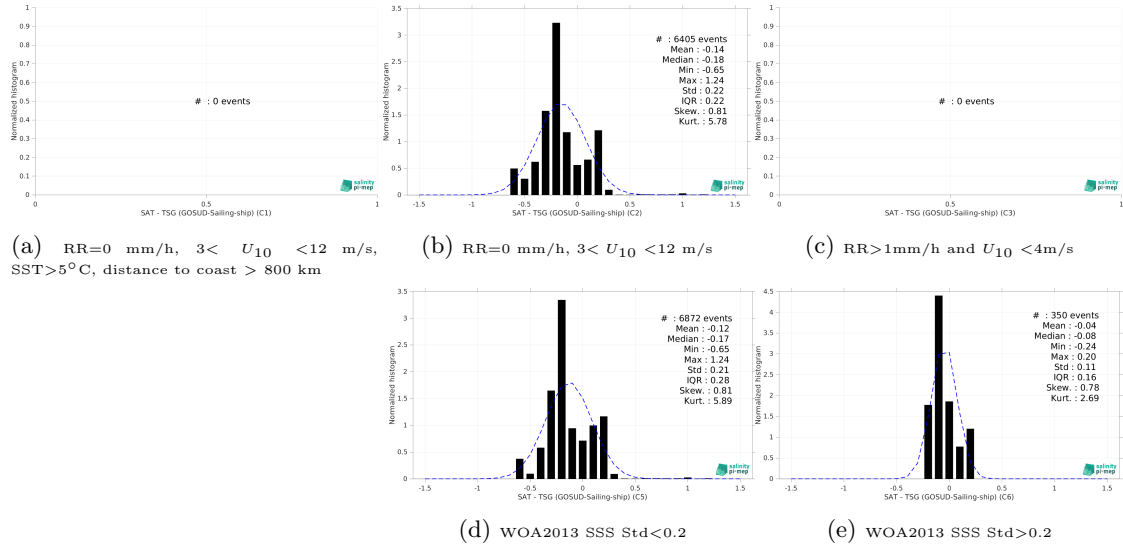 1
0.9
0.8
0.7
0.6
0.5
0.4
0.3
0.2
0.1
0
Normalized histogram
# : 0 events
salinity
pi-mep
0 0.5 1
SAT - TSG (GOSUD-Sailing-ship) (C1)
(a) RR=0 mm/h, 3< U10 <12 m/s,
SST>5°C, distance to coast > 800 km
3.5
3
2.5
2
1.5
1
0.5
0
Normalized histogram
# : 6405 events
Mean : -0.14
Median : -0.18
Min : -0.65
Max : 1.24
Std : 0.22
IQR : 0.22
Skew. : 0.81
Kurt. : 5.78
salinity
pi-mep
-1.5 -1 -0.5 0 0.5 1 1.5
SAT - TSG (GOSUD-Sailing-ship) (C2)
(b) RR=0 mm/h, 3< U10 <12 m/s
1
0.9
0.8
0.7
0.6
0.5
0.4
0.3
0.2
0.1
0
Normalized histogram
# : 0 events
salinity
pi-mep
0 0.5 1
SAT - TSG (GOSUD-Sailing-ship) (C3)
(c) RR>1mm/h and U10 <4m/s
3.5
3
2.5
2
1.5
1
0.5
0
Normalized histogram
# : 6872 events
Mean : -0.12
Median : -0.17
Min : -0.65
Max : 1.24
Std : 0.21
IQR : 0.28
Skew. : 0.81
Kurt. : 5.89
salinity
pi-mep
-1.5 -1 -0.5 0 0.5 1 1.5
SAT - TSG (GOSUD-Sailing-ship) (C5)
(d) WOA2013 SSS Std<0.2
4.5
4
3.5
3
2.5
2
1.5
1
0.5
0
Normalized histogram
# : 350 events
Mean : -0.04
Median : -0.08
Min : -0.24
Max : 0.20
Std : 0.11
IQR : 0.16
Skew. : 0.78
Kurt. : 2.69
salinity
pi-mep
-1.5 -1 -0.5 0 0.5 1 1.5
SAT - TSG (GOSUD-Sailing-ship) (C6)
(e) WOA2013 SSS Std>0.2